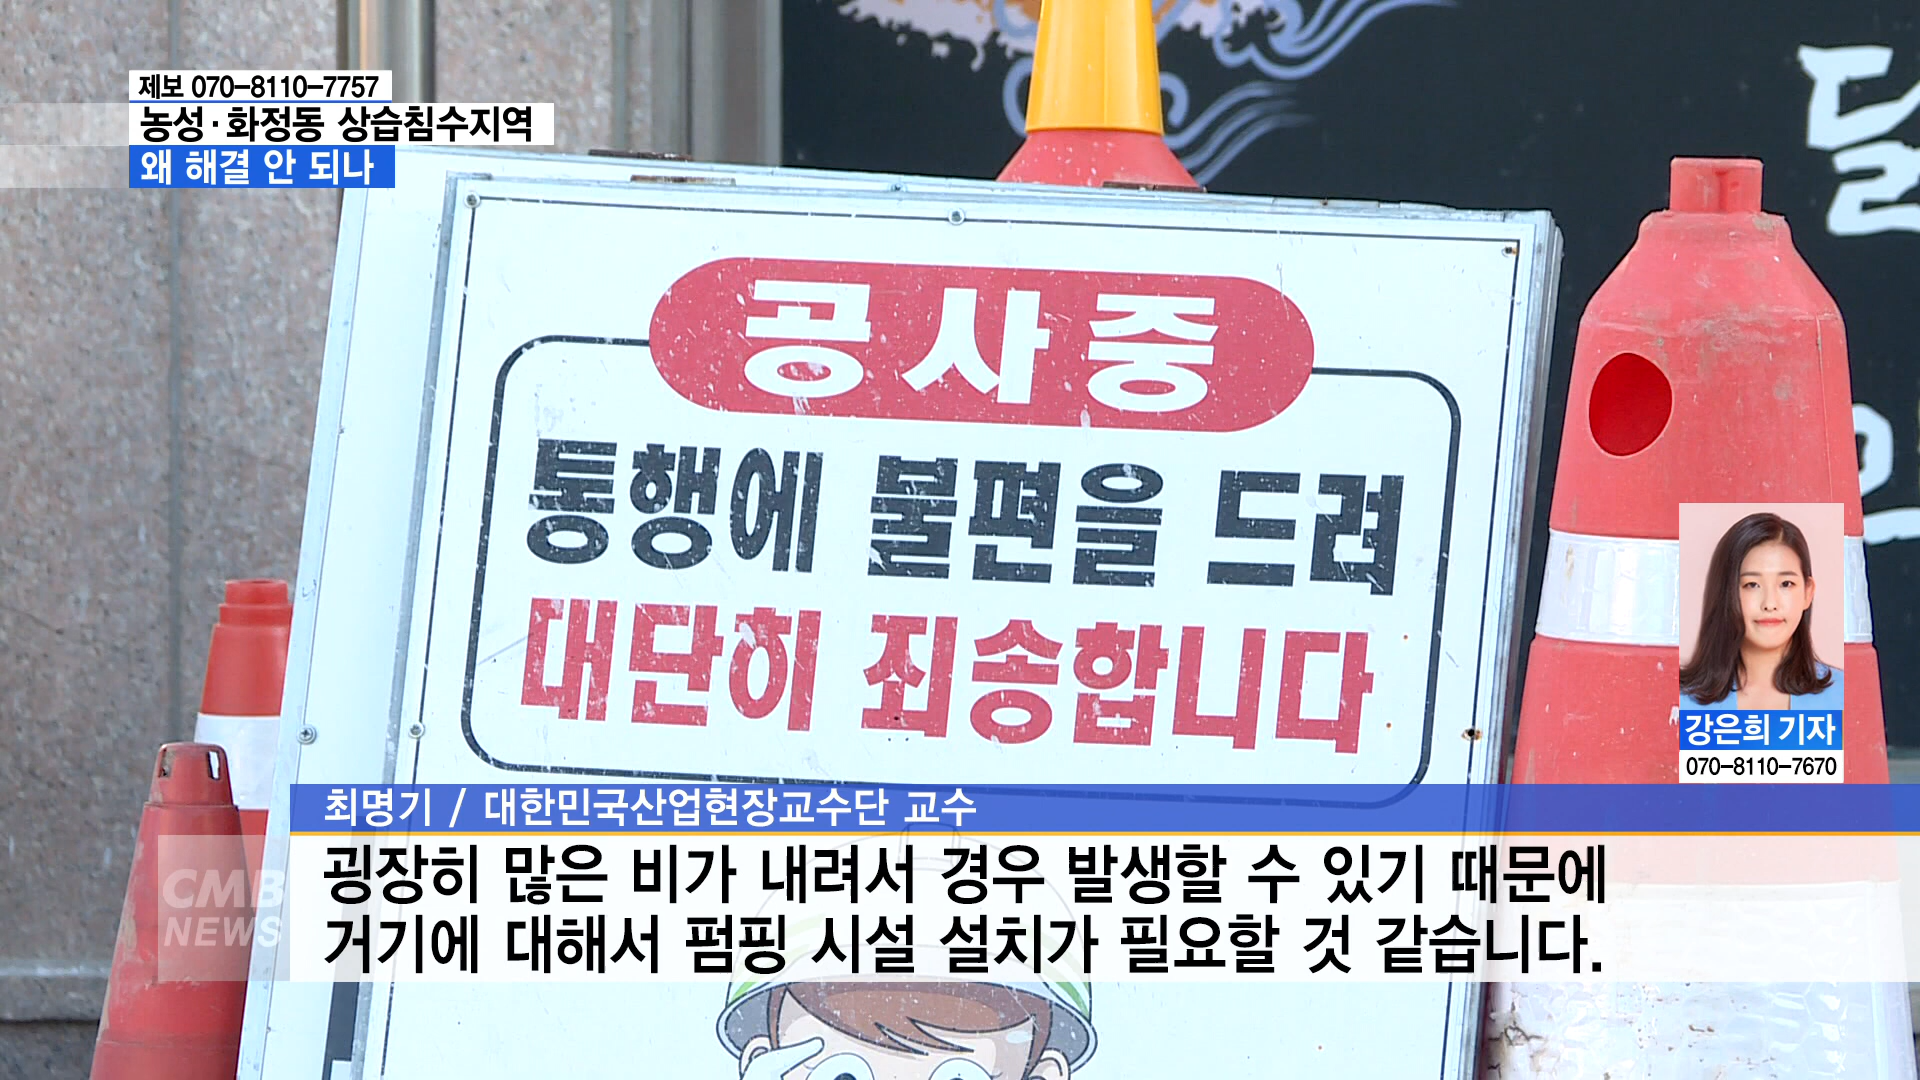 제보 070-8110-7757
농성·화정동 상습침수지역
왜 해결 안 되나
공사중
통행에 불편을 드려
대단히 죄송합니다
강은희 기자
070-8110-7670
최명기 / 대한민국산업현장교수단 교수
CMB
NEWS
굉장히 많은 비가 내려서 경우 발생할 수 있기 때문에
거기에 대해서 펌핑 시설 설치가 필요할 것 같습니다.